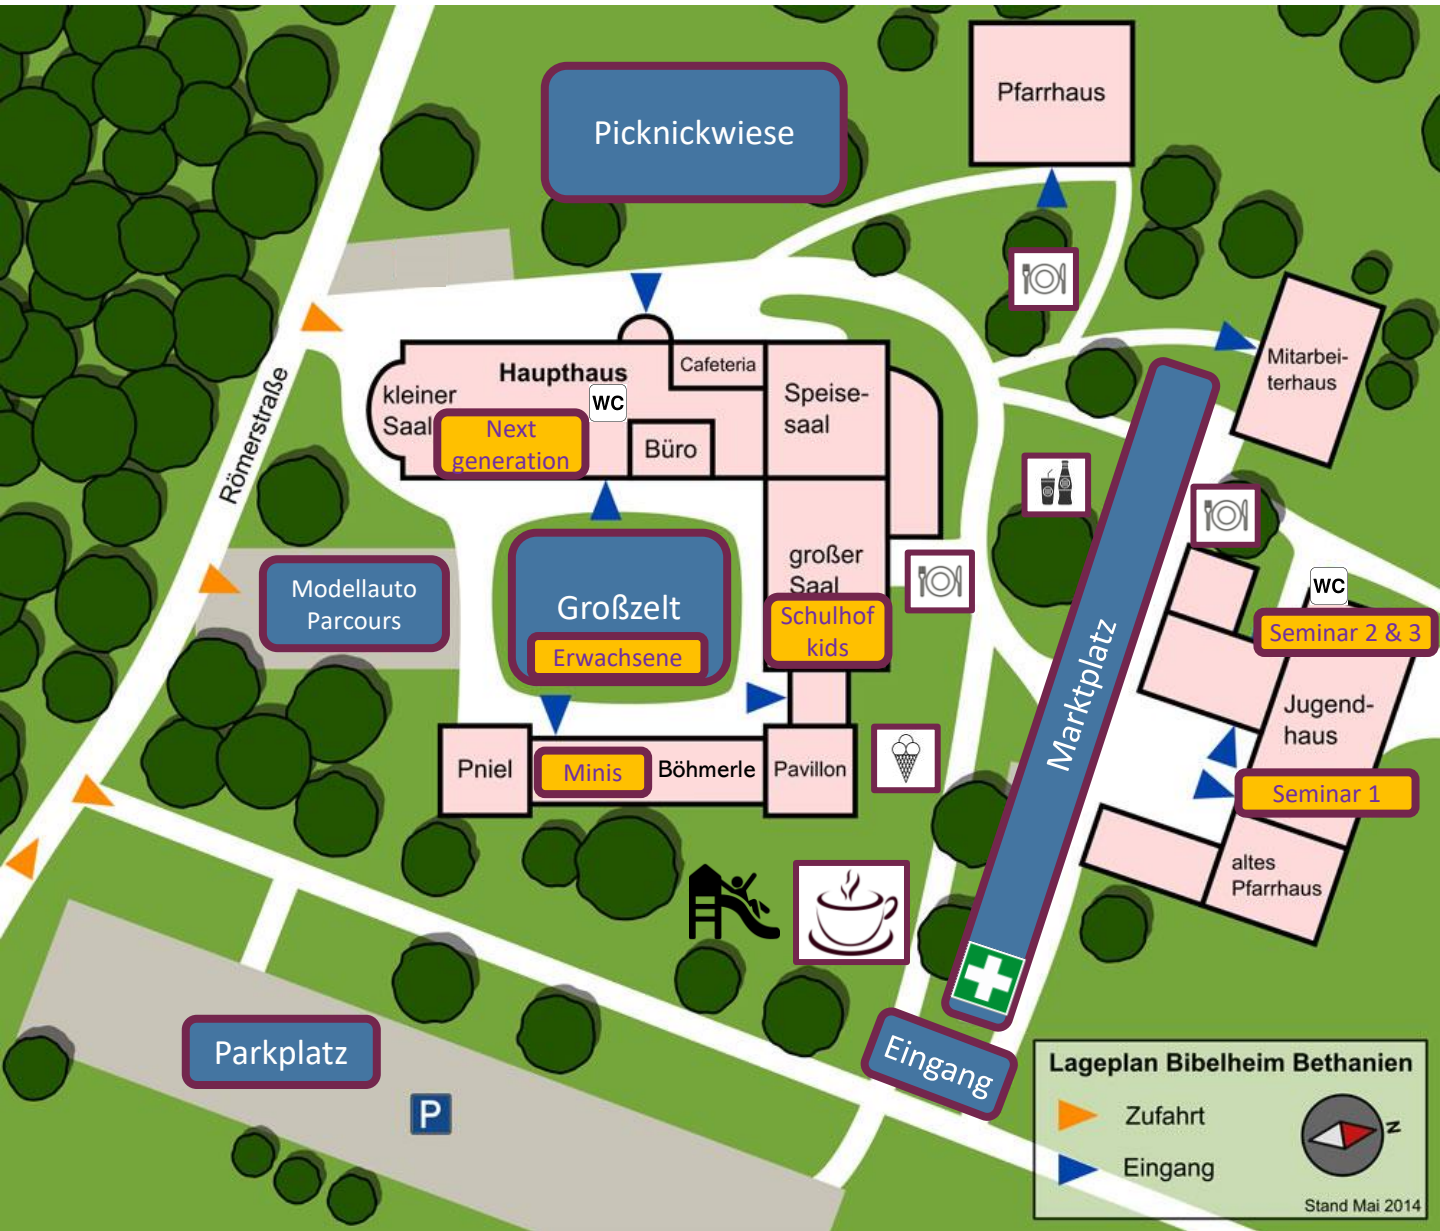 Picknickwiese
Pfarrhaus
Mitarbei-
terhaus
Römerstraße
Haupthaus
Cafeteria
kleiner
Saal
WC
Next
generation
Büro
Speise-
saal
großer
Saal
Schulhof
kids
Modellauto
Parcours
Großzelt
Erwachsene
Marktplatz
WC
Seminar 2 & 3
Jugend-
haus
Seminar 1
altes
Pfarrhaus
Pniel
Minis
Böhmerle
Pavillon
Parkplatz
P
Eingang
Lageplan Bibelheim Bethanien
Zufahrt
Eingang
N
Stand Mai 2014